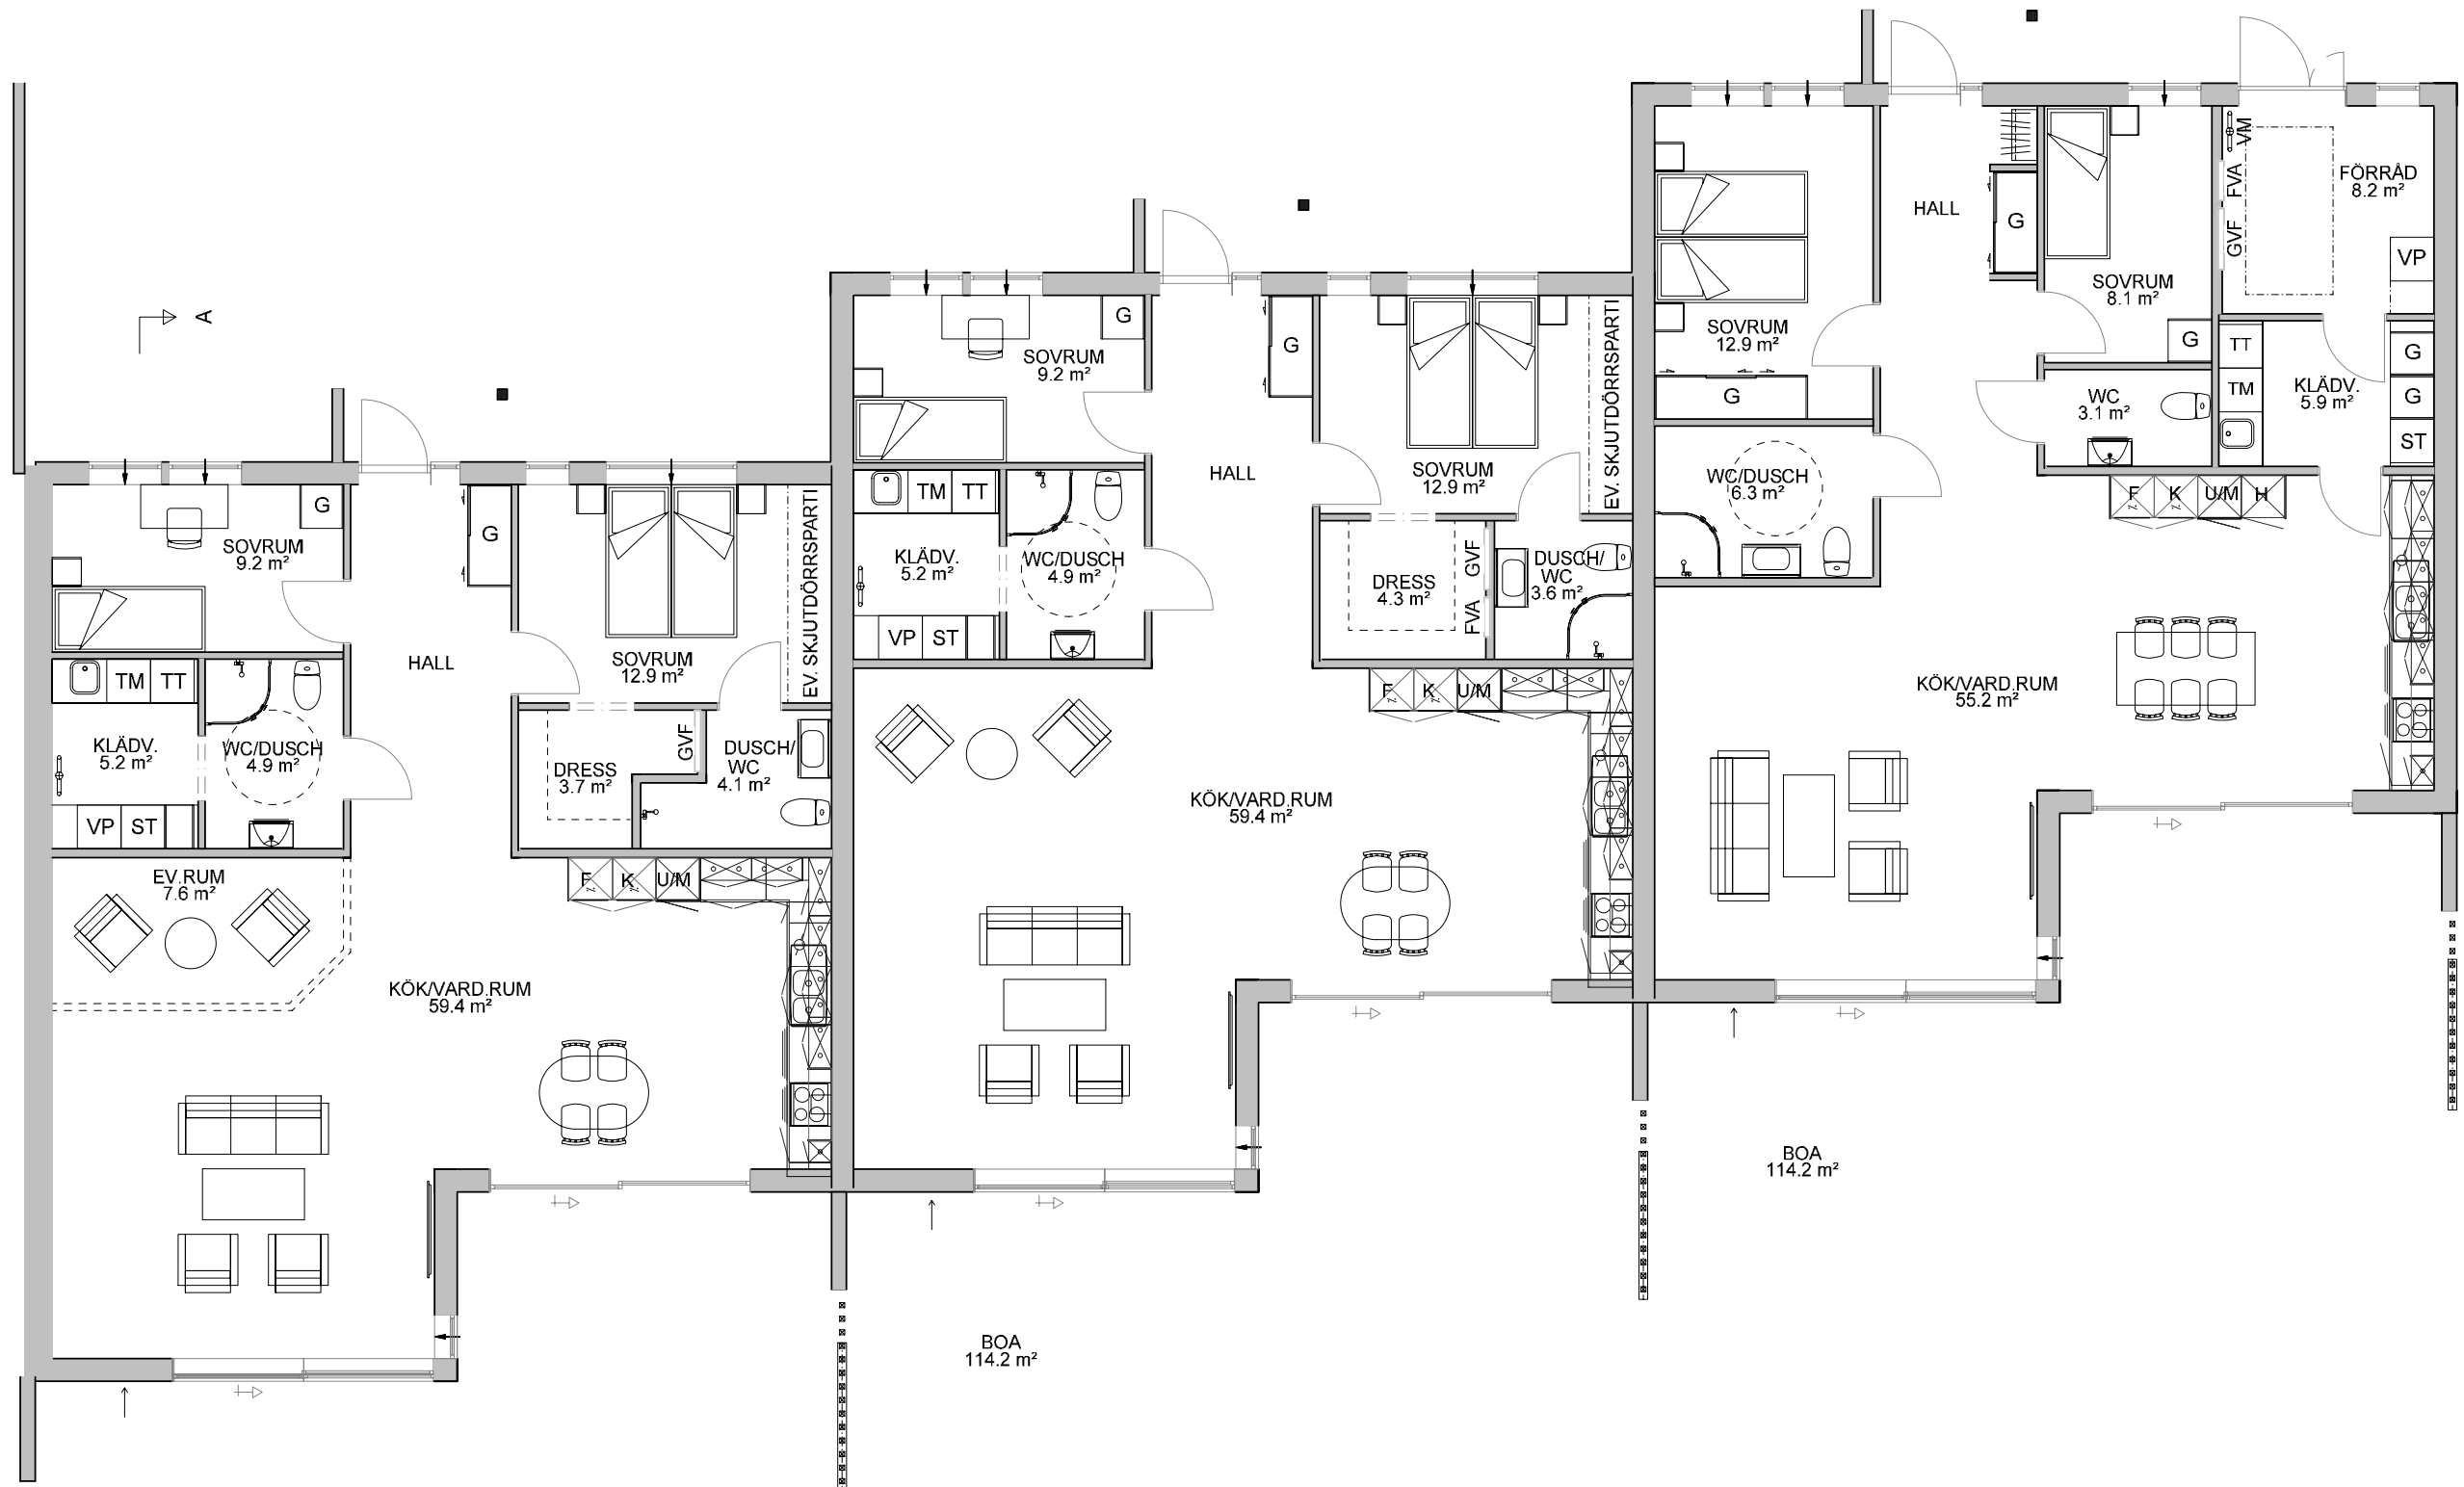 A
SOVRUM
9.2 m²
G
G
HALL
SOVRUM
12.9 m²
EV. SKJUTDÖRRSPARTI
TM
TT
KLÄDV.
5.2 m²
WC/DUSCH
4.9 m²
VP
ST
DRESS
3.7 m²
GVF
DUSCH/
WC
4.1 m²
EV.RUM
7.6 m²
F
K
U/M
KÖK/VARD.RUM
59.4 m²
SOVRUM
9.2 m²
G
G
HALL
SOVRUM
12.9 m²
EV. SKJUTDÖRRSPARTI
TM
TT
KLÄDV.
5.2 m²
WC/DUSCH
4.9 m²
VP
ST
DRESS
4.3 m²
GVF
FVA
DUSCH/
WC
3.6 m²
F
K
U/M
KÖK/VARD.RUM
59.4 m²
BOA
114.2 m²
HALL
G
SOVRUM
12.9 m²
G
SOVRUM
8.1 m²
G
VM
FVA
GVF
FÖRRÅD
8.2 m²
VP
TT
TM
KLÄDV.
5.9 m²
G
G
ST
WC
3.1 m²
WC/DUSCH
6.3 m²
F
K
U/M
H
KÖK/VARD.RUM
55.2 m²
BOA
114.2 m²